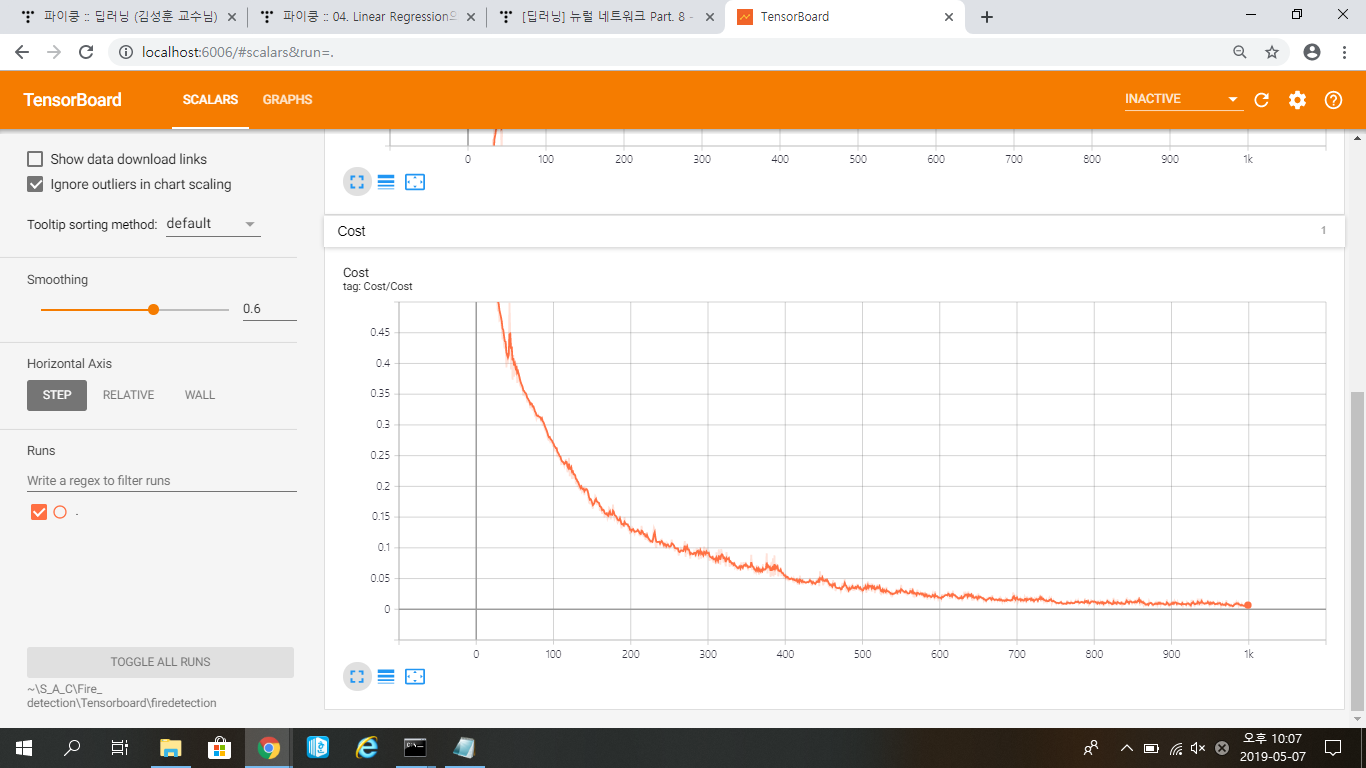 파이쿵 :: 딥러닝 (김성훈 교수님)
파이쿵 :: 04. Linear Regression의
[딥러닝] 뉴럴 네트워크 Part. 8 -
TensorBoard
localhost:6006/#scalars&run=.
TensorBoard
SCALARS
GRAPHS
INACTIVE
Show data download links
Ignore outliers in chart scaling
Tooltip sorting method: default
Smoothing
0.6
Horizontal Axis
STEP RELATIVE WALL
Runs
Write a regex to filter runs
.
TOGGLE ALL RUNS
~\S_A_C\Fire_
detection\Tensorboard\firedetection
0 100 200 300 400 500 600 700 800 900 1k
Cost
1
Cost
tag: Cost/Cost
0.45
0.4
0.35
0.3
0.25
0.2
0.15
0.1
0.05
0
0 100 200 300 400 500 600 700 800 900 1k
오후 10:07
2019-05-07